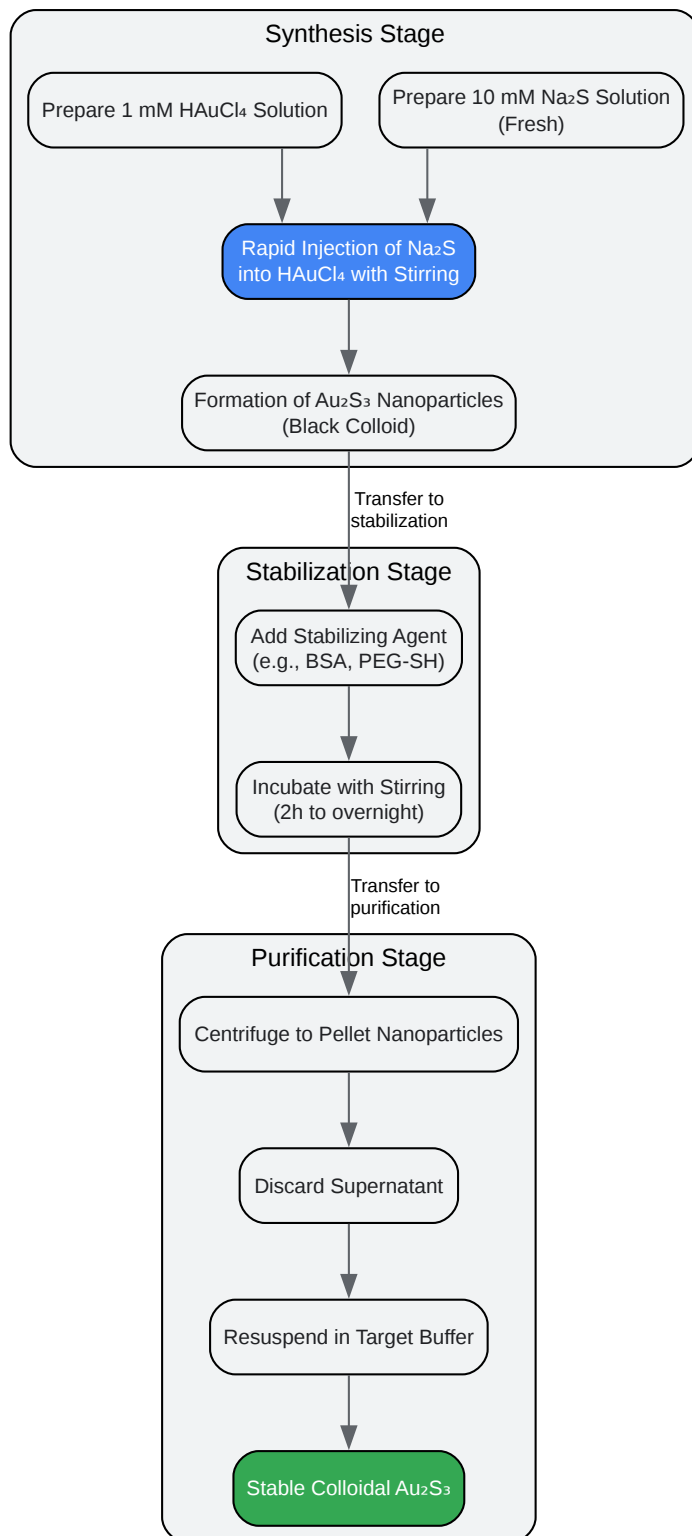 Synthesis Stage
Prepare 1 mM HAuCl₄ Solution
Prepare 10 mM Na₂S Solution
(Fresh)
Rapid Injection of Na₂S
into HAuCl₄ with Stirring
Formation of Au₂S₃ Nanoparticles
(Black Colloid)
Transfer to
stabilization
Stabilization Stage
Add Stabilizing Agent
(e.g., BSA, PEG-SH)
Incubate with Stirring
(2h to overnight)
Transfer to
purification
Purification Stage
Centrifuge to Pellet Nanoparticles
Discard Supernatant
Resuspend in Target Buffer
Stable Colloidal Au₂S₃